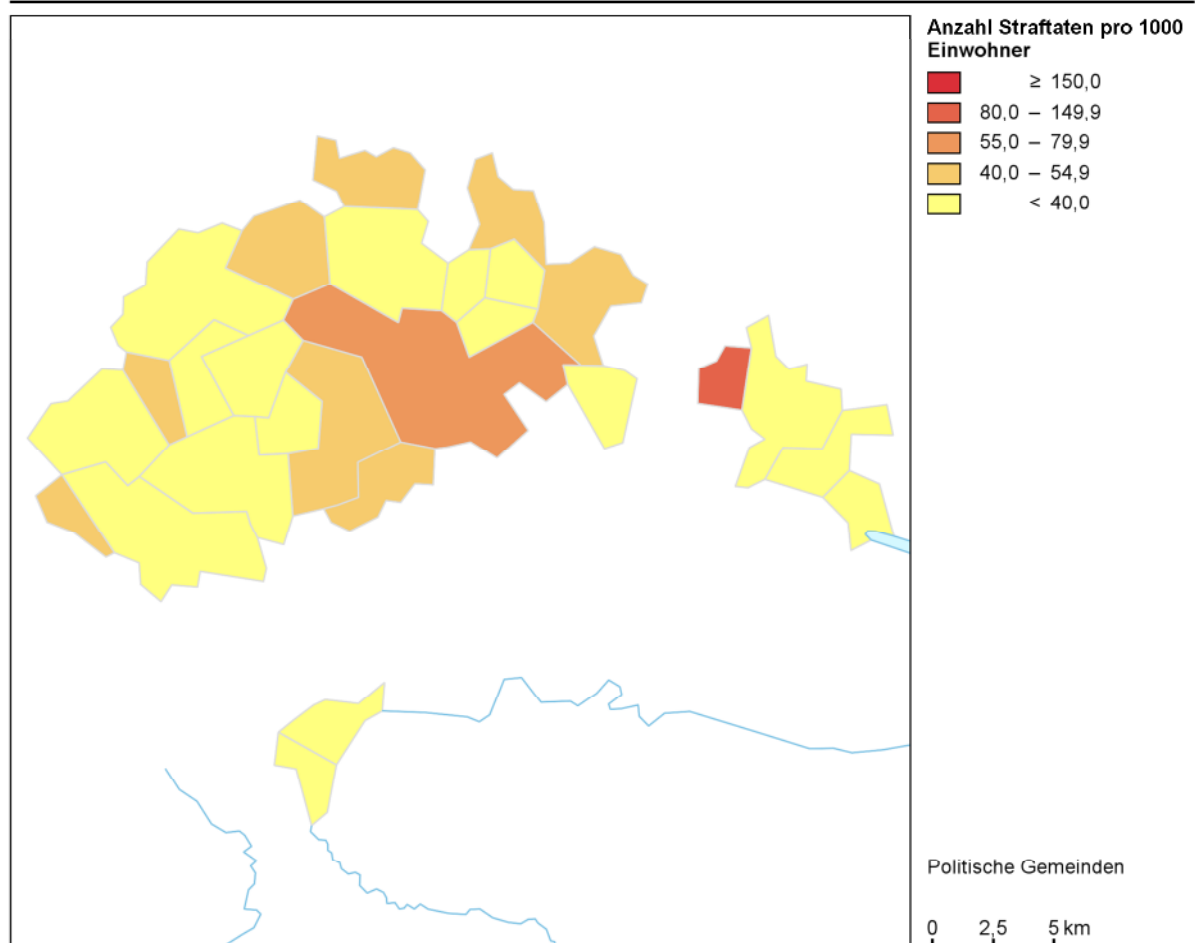 Anzahl Straftaten pro 1000
Einwohner
≥ 150,0
80,0 – 149,9
55,0 – 79,9
40,0 – 54,9
< 40,0
Politische Gemeinden
0 2,5 5 km